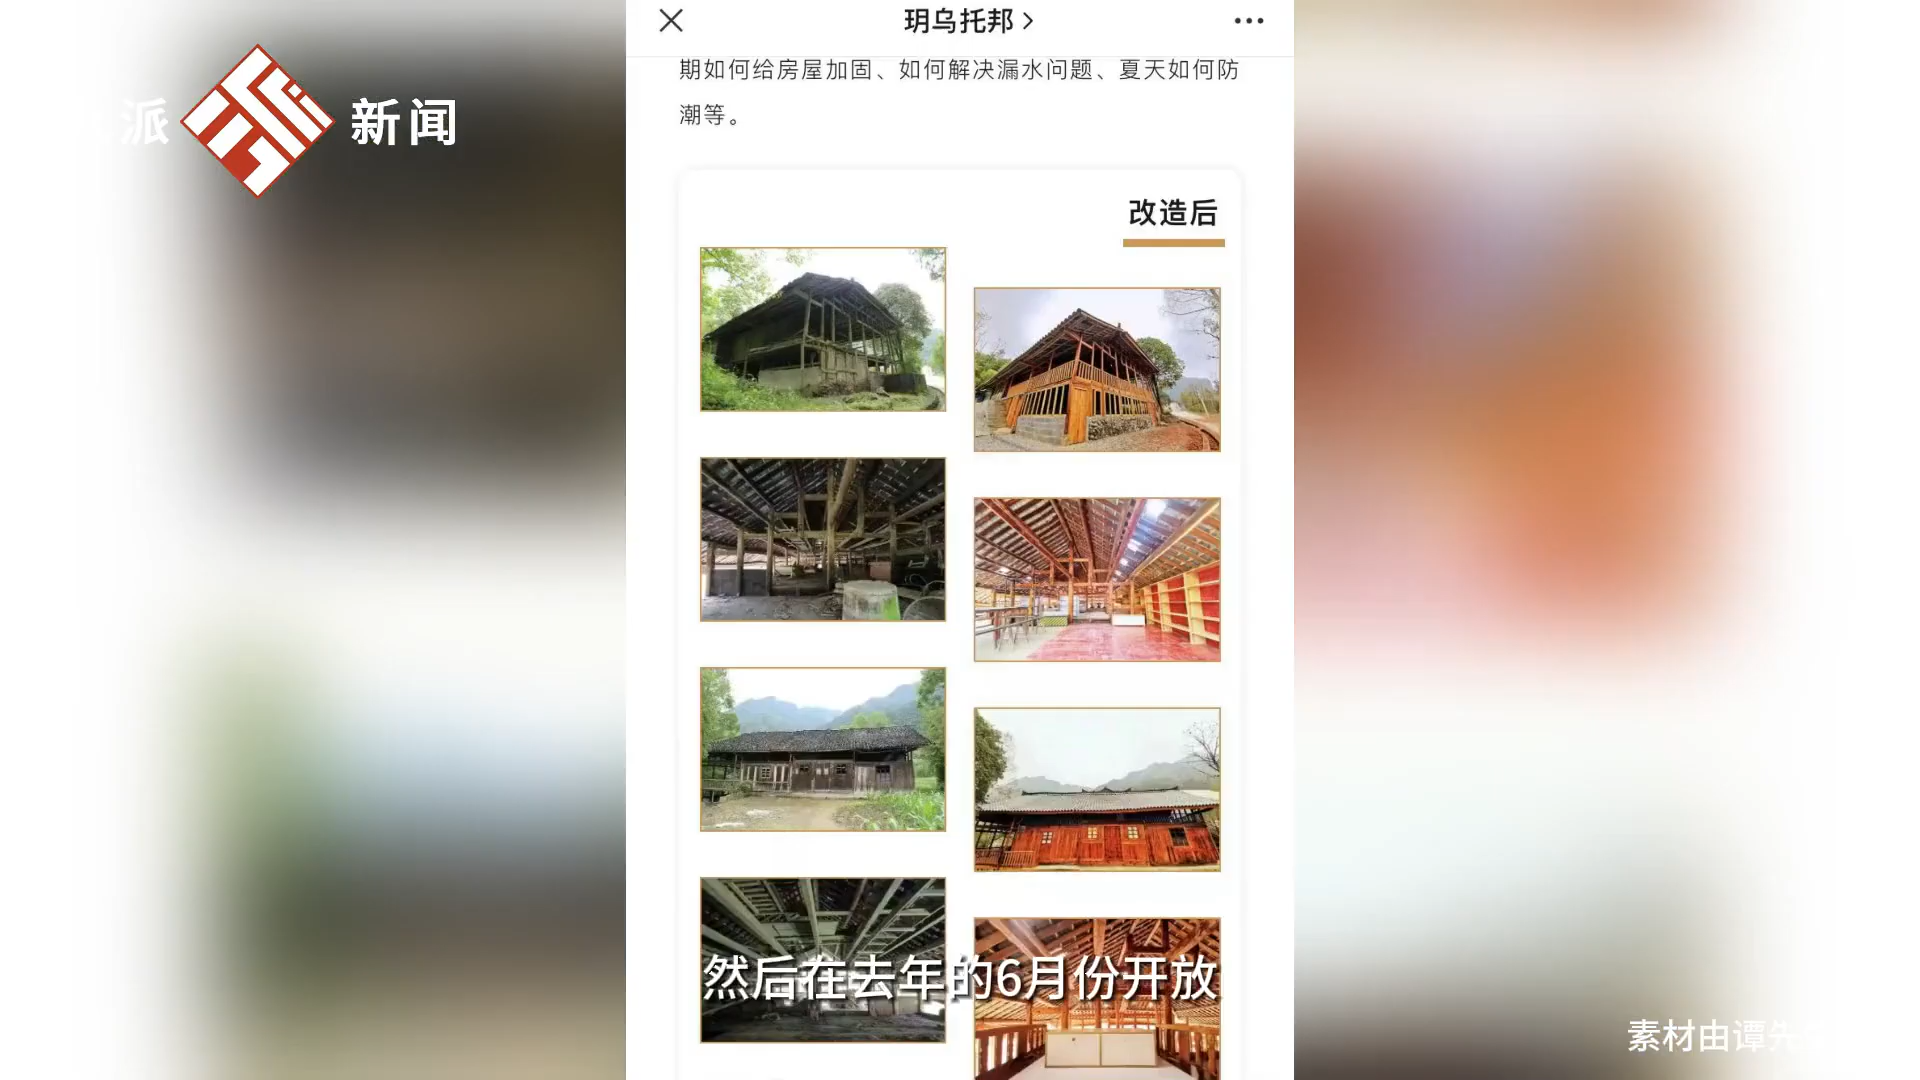 玥乌托邦
期如何给房屋加固、如何解决漏水问题、夏天如何防
潮等。
派 新闻
改造后
然后在去年的6月份开放
素材由谭先